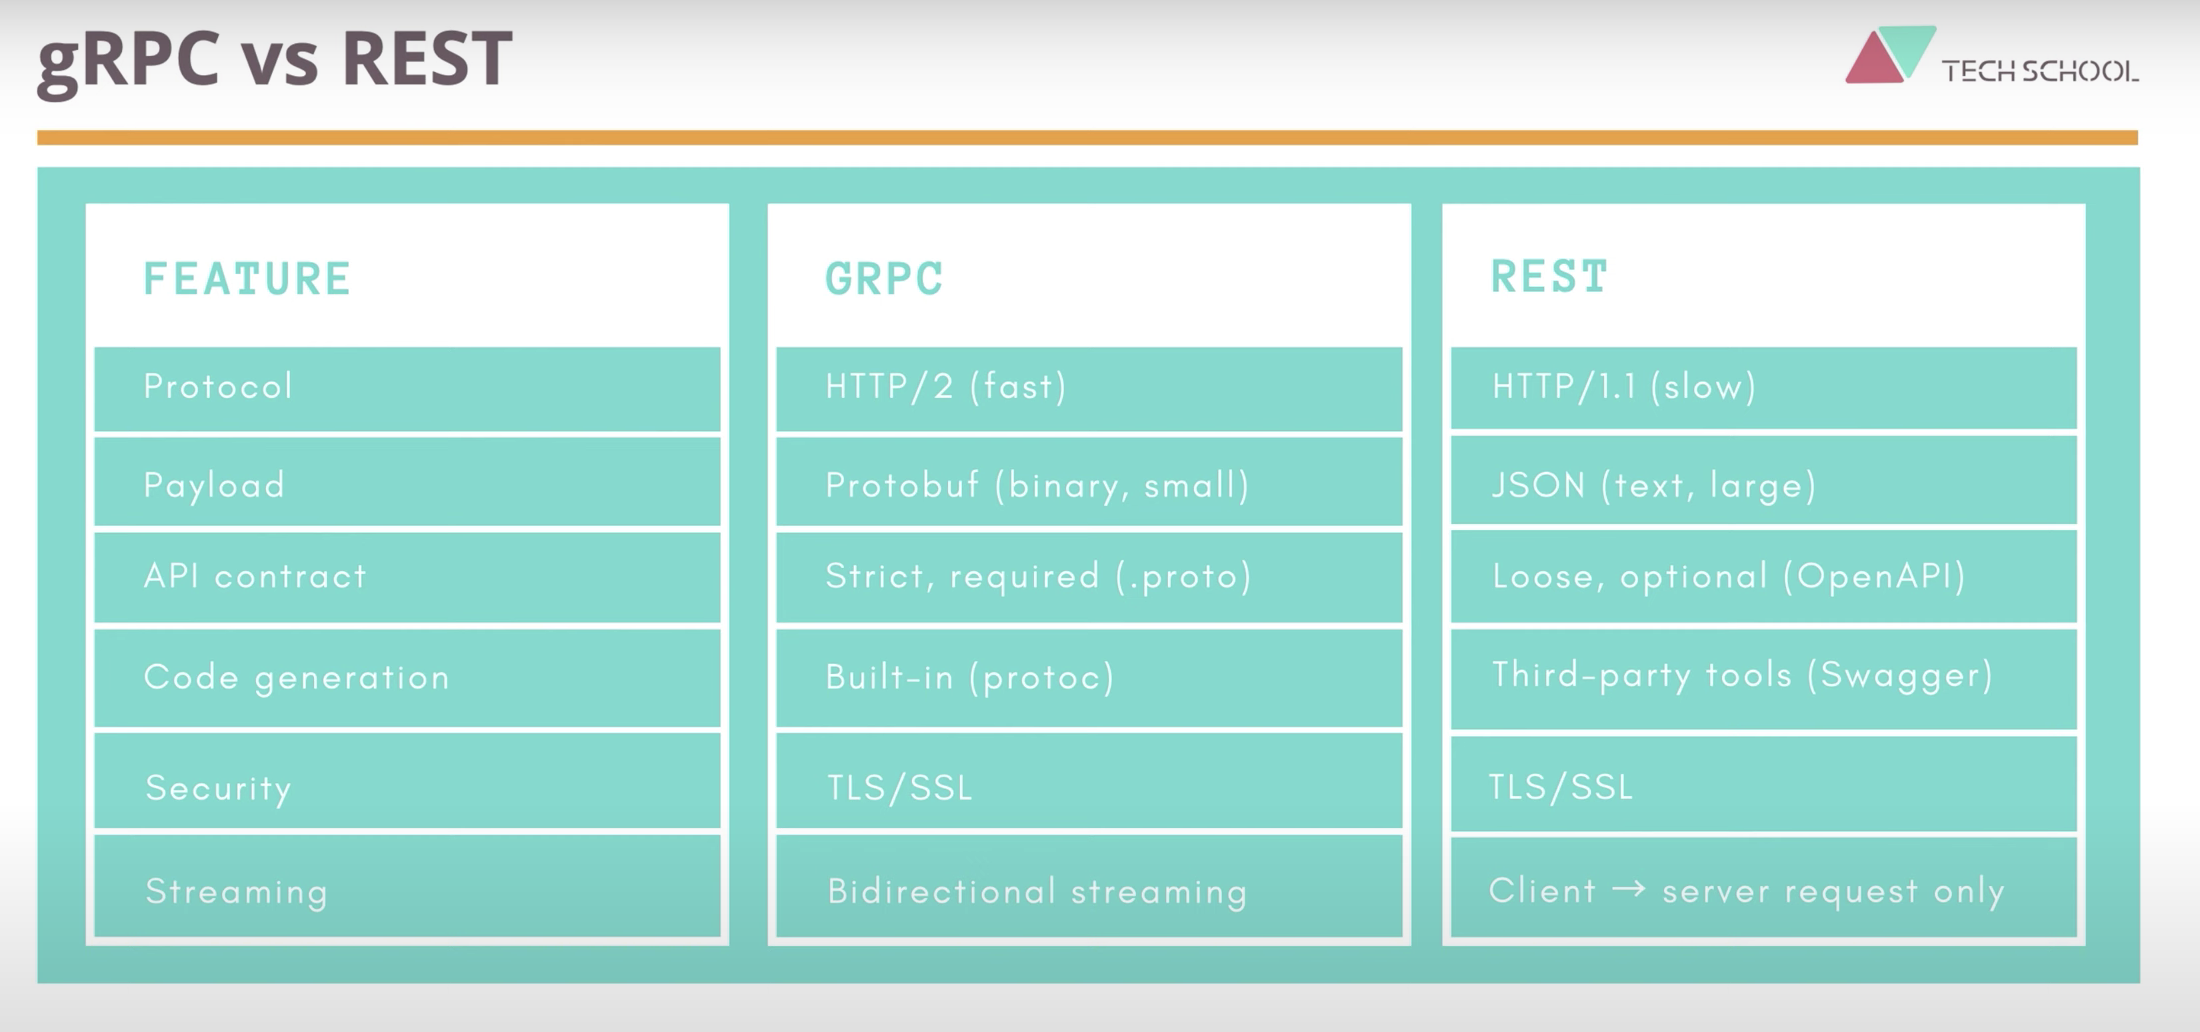 gRPC vs REST
TECH SCHOOL
FEATURE
GRPC
REST
Protocol
HTTP/2 (fast)
HTTP/1.1 (slow)
Payload
Protobuf (binary, small)
JSON (text, large)
API contract
Strict, required (.proto)
Loose, optional (OpenAPI)
Code generation
Built-in (protoc)
Third-party tools (Swagger)
Security
TLS/SSL
TLS/SSL
Streaming
Bidirectional streaming
Client → server request only